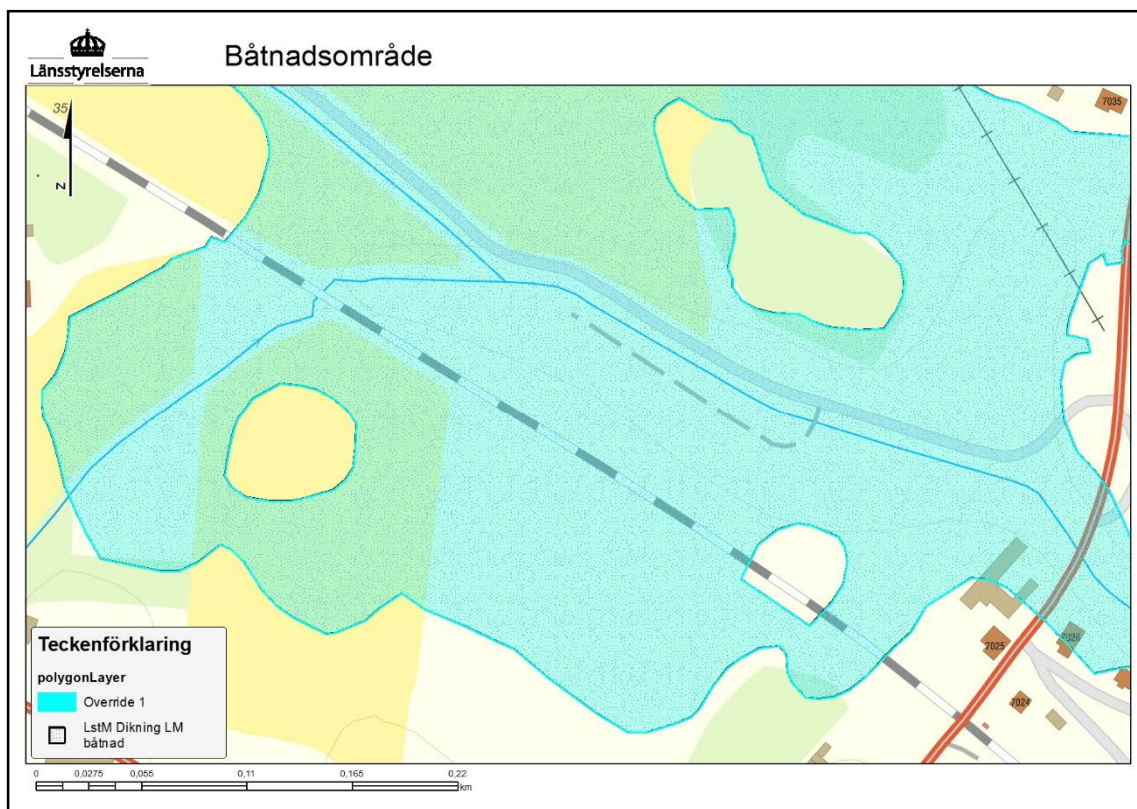 Länsstyrelserna
Båtnadsområde
35
N
7035
7026
7025
7024
Teckenförklaring
polygonLayer
Override 1
LstM Dikning LM
båtnad
0 0,0275 0,055 0,11 0,165 0,22
km